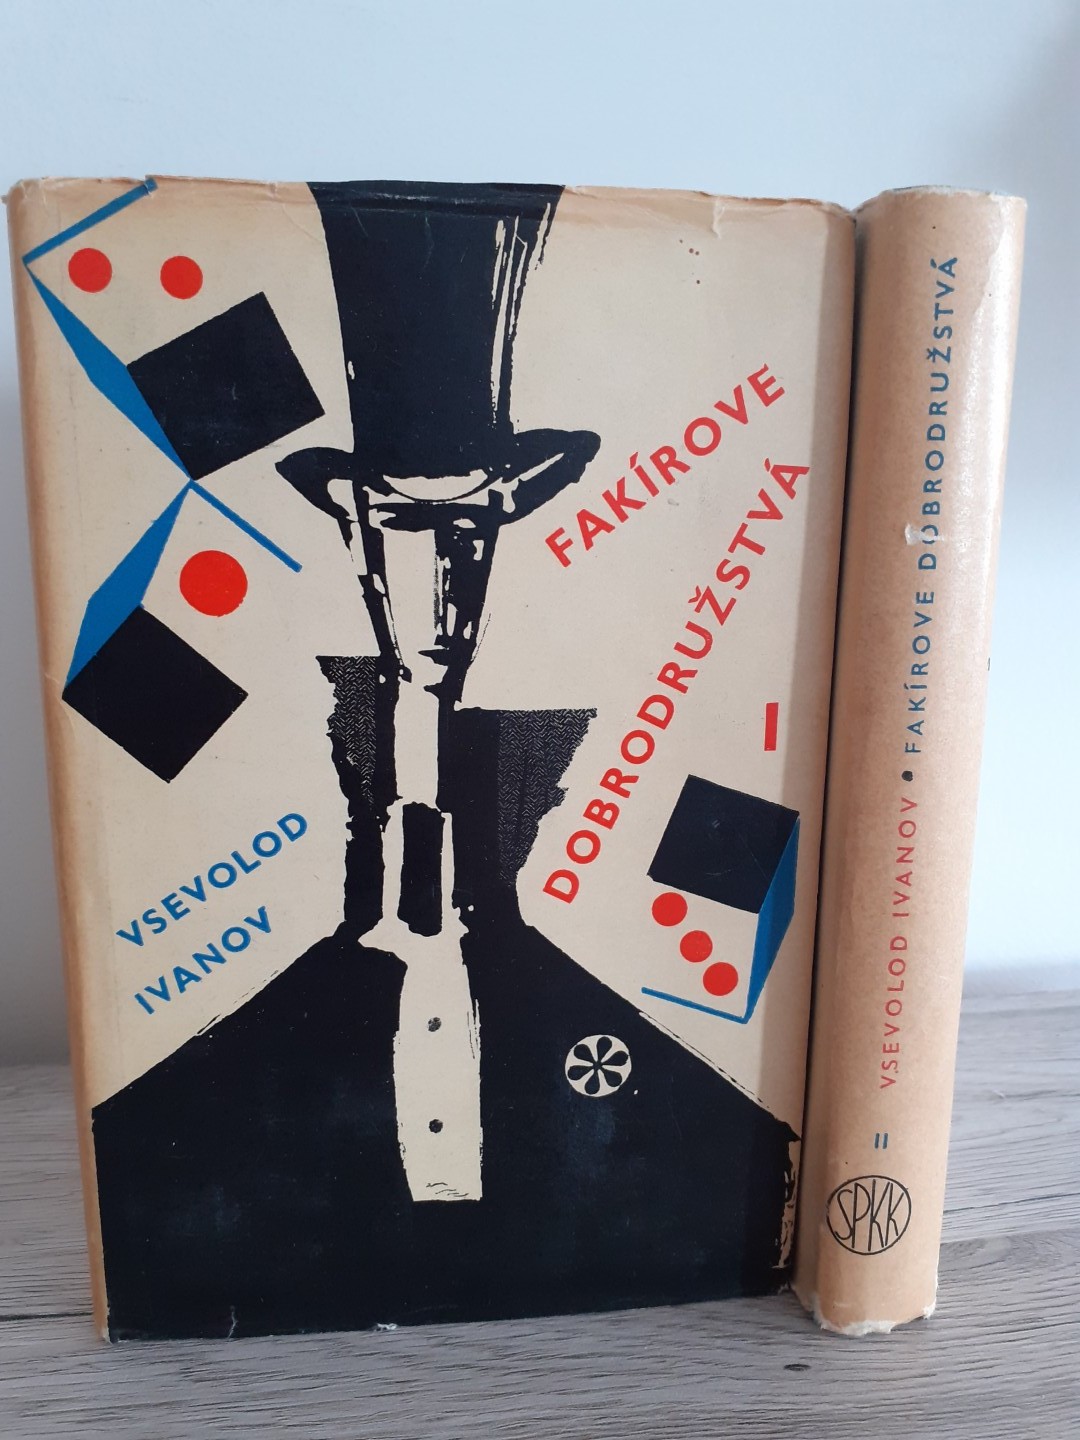 FAKÍROVE
DOBRODRUŽSTVÁ
I
VSEVOLOD
IVANOV
VSEVOLOD IVANOV • FAKÍROVE DOBRODRUŽSTVÁ
II
SPKK